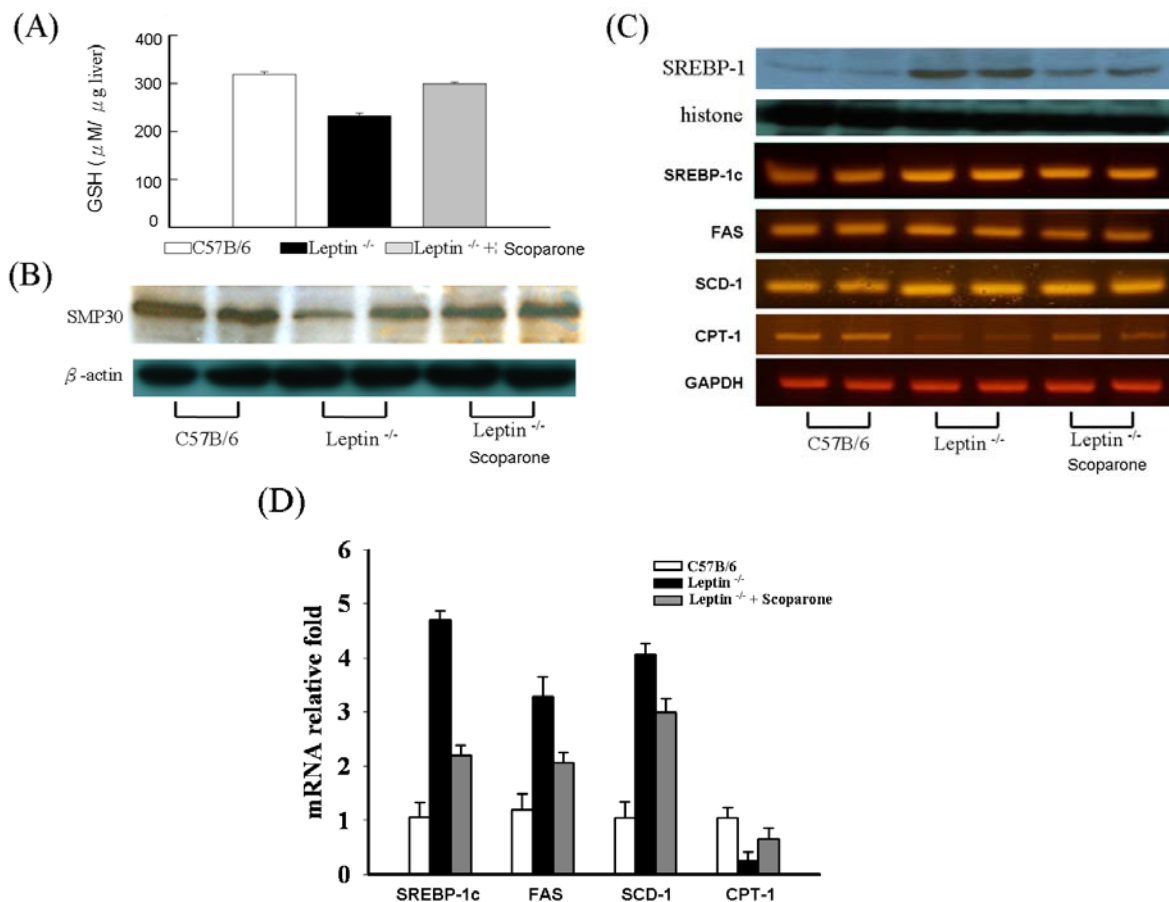 (A)
400
300
200
100
0
GSH ( μM/ μg liver)
C57B/6 Leptin -/- Leptin -/- +: Scoparone
(B)
SMP30
β-actin
C57B/6 Leptin -/- Leptin -/-
Scoparone
(C)
SREBP-1
histone
SREBP-1c
FAS
SCD-1
CPT-1
GAPDH
C57B/6 Leptin -/- Leptin -/-
Scoparone
(D)
6
5
4
3
2
1
0
mRNA relative fold
C57B/6
Leptin -/-
Leptin -/- + Scoparone
SREBP-1c FAS SCD-1 CPT-1